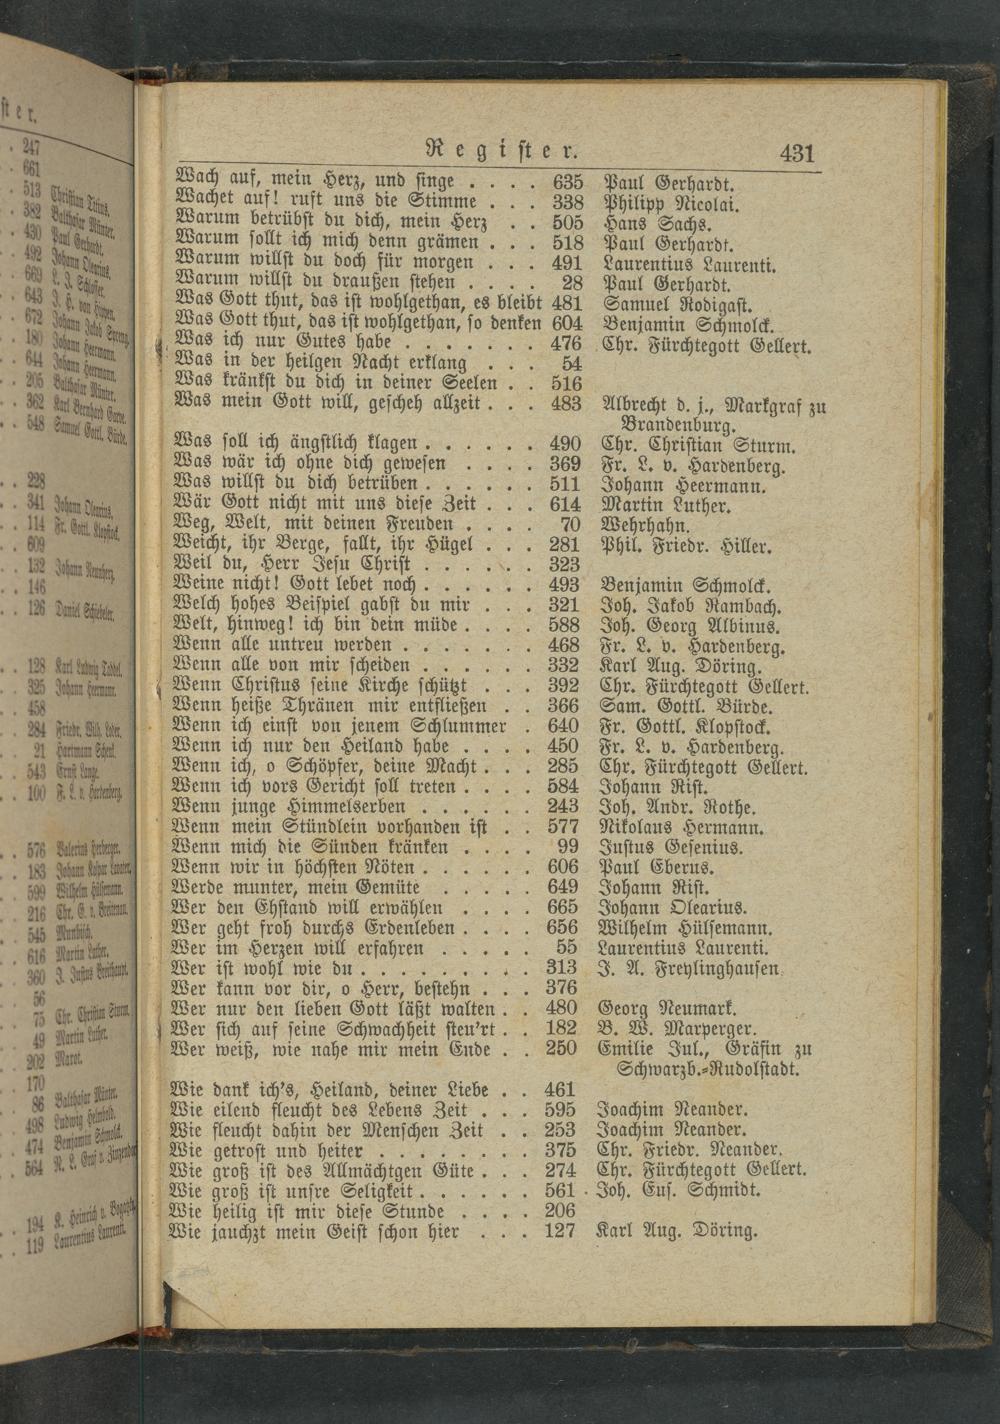 Register. 431
Wach auf, mein Herz, und singe . . . . 635 Paul Gerhardt.
Wachet auf! ruft uns die Stimme . . . 338 Philipp Nicolai.
Warum betrübst du dich, mein Herz . . 505 Hans Sachs.
Warum sollt ich mich denn grämen . . . 518 Paul Gerhardt.
Warum willst du doch für morgen . . . 491 Laurentius Laurenti.
Warum willst du draußen stehen . . . . 28 Paul Gerhardt.
Was Gott thut, das ist wohlgethan, es bleibt 481 Samuel Rodigast.
Was Gott thut, das ist wohlgethan, so denken 604 Benjamin Schmolck.
Was ich nur Gutes habe . . . . . . . 476 Chr. Fürchtegott Gellert.
Was in der heilgen Nacht erklang . . . 54
Was kränkst du dich in deiner Seelen . . 516
Was mein Gott will, gescheh allzeit . . . 483 Albrecht d. j., Markgraf zu
Brandenburg.
Was soll ich ängstlich klagen . . . . . . 490 Chr. Christian Sturm.
Was wär ich ohne dich gewesen . . . . 369 Fr. L. v. Hardenberg.
Was willst du dich betrüben . . . . . . 511 Johann Heermann.
Wär Gott nicht mit uns diese Zeit . . . 614 Martin Luther.
Weg, Welt, mit deinen Freuden . . . . 70 Wehrhahn.
Weicht, ihr Berge, fallt, ihr Hügel . . . 281 Phil. Friedr. Hiller.
Weil du, Herr Jesu Christ . . . . . . 323
Weine nicht! Gott lebet noch . . . . . . 493 Benjamin Schmolck.
Welch hohes Beispiel gabst du mir . . . 321 Joh. Jakob Rambach.
Welt, hinweg! ich bin dein müde . . . . 588 Joh. Georg Albinus.
Wenn alle untreu werden . . . . . . . 468 Fr. L. v. Hardenberg.
Wenn alle von mir scheiden . . . . . . 332 Karl Aug. Döring.
Wenn Christus seine Kirche schützt . . . 392 Chr. Fürchtegott Gellert.
Wenn heiße Thränen mir entfließen . . 366 Sam. Gottl. Bürde.
Wenn ich einst von jenem Schlummer . 640 Fr. Gottl. Klopstock.
Wenn ich nur den Heiland habe . . . . 450 Fr. L. v. Hardenberg.
Wenn ich, o Schöpfer, deine Macht . . . 285 Chr. Fürchtegott Gellert.
Wenn ich vors Gericht soll treten . . . . 584 Johann Rist.
Wenn junge Himmelserben . . . . . . 243 Joh. Andr. Rothe.
Wenn mein Stündlein vorhanden ist . . 577 Nikolaus Hermann.
Wenn mich die Sünden kränken . . . . 99 Justus Gesenius.
Wenn wir in höchsten Nöten . . . . . . 606 Paul Eberus.
Werde munter, mein Gemüte . . . . . 649 Johann Rist.
Wer den Ehstand will erwählen . . . . 665 Johann Olearius.
Wer geht froh durchs Erdenleben . . . . 656 Wilhelm Hülsemann.
Wer im Herzen will erfahren . . . . . 55 Laurentius Laurenti.
Wer ist wohl wie du . . . . . . . . . 313 J. A. Freylinghausen
Wer kann vor dir, o Herr, bestehn . . . 376
Wer nur den lieben Gott läßt walten . . 480 Georg Neumark.
Wer sich auf seine Schwachheit steu'rt . . 182 B. W. Marperger.
Wer weiß, wie nahe mir mein Ende . . 250 Emilie Jul., Gräfin zu
Schwarzb.-Rudolstadt.
Wie dank ich's, Heiland, deiner Liebe . . 461
Wie eilend fleucht des Lebens Zeit . . . 595 Joachim Neander.
Wie fleucht dahin der Menschen Zeit . . 253 Joachim Neander.
Wie getrost und heiter . . . . . . . . 375 Chr. Friedr. Neander.
Wie groß ist des Allmächtgen Güte . . . 274 Chr. Fürchtegott Gellert.
Wie groß ist unsre Seligkeit . . . . . . 561 Joh. Eus. Schmidt.
Wie heilig ist mir diese Stunde . . . . 206
Wie jauchzt mein Geist schon hier . . . 127 Karl Aug. Döring.